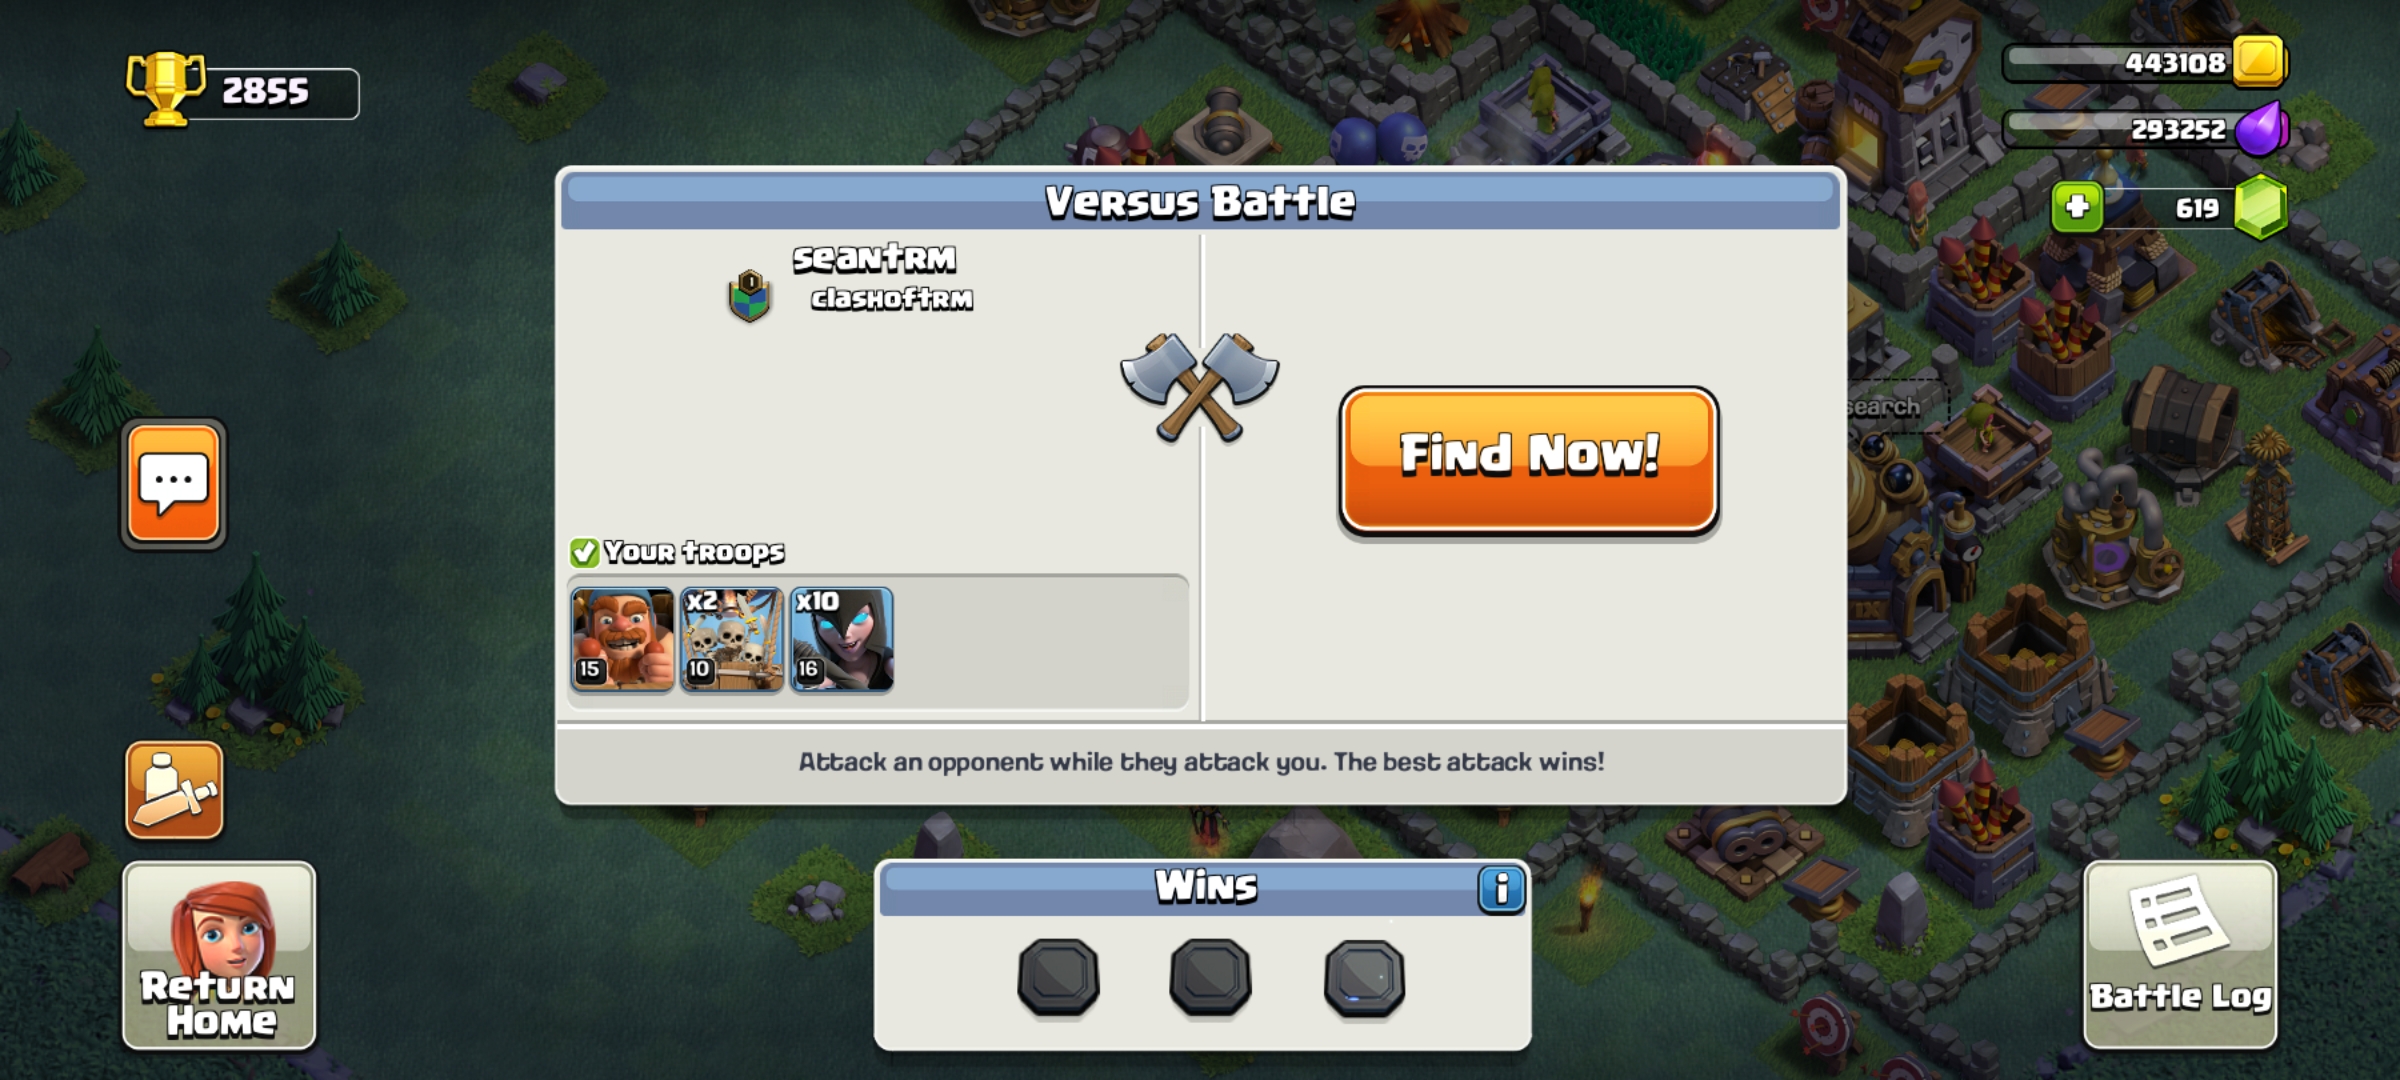 2855
443108
293252
619
Versus Battle
seantrm
clashoftrm
search
Find Now!
Your troops
15
x2
10
x10
16
Attack an opponent while they attack you. The best attack wins!
Wins
i
Return
Home
Battle Log